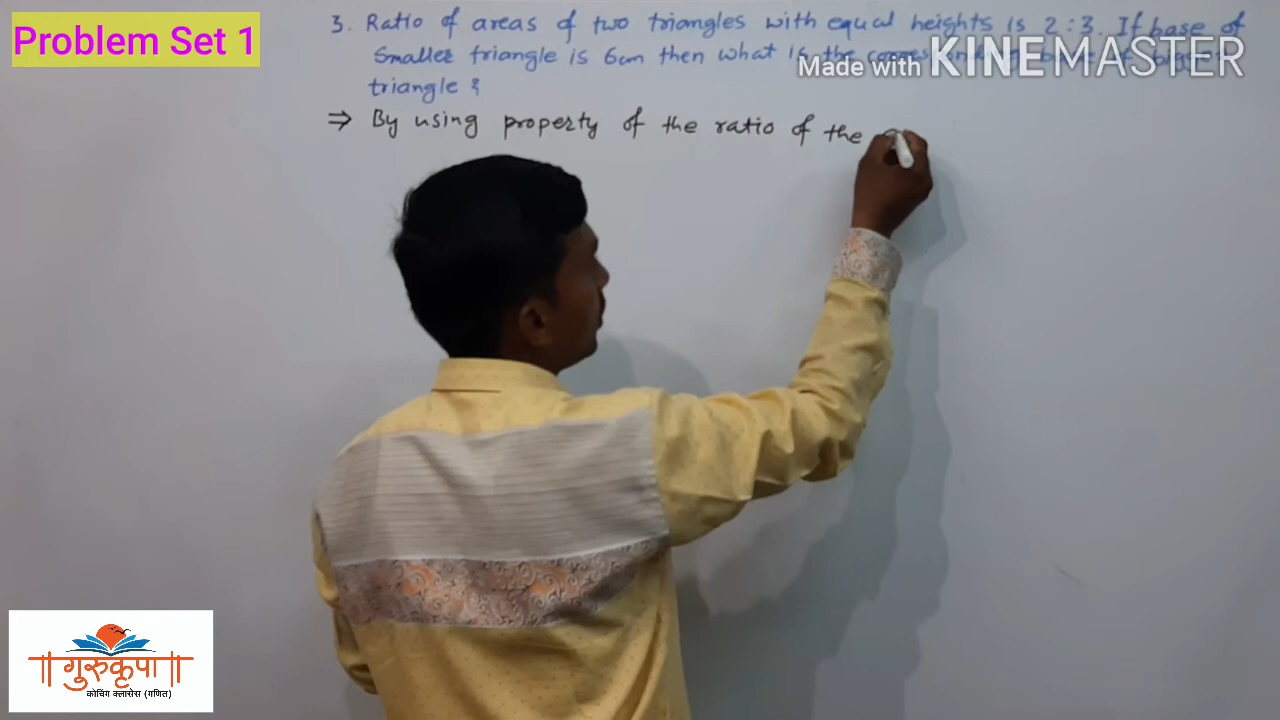 Problem Set 1
3. Ratio of areas of two triangles with equal heights is 2:3. If base of
Smaller triangle is 6cm then what is the
triangle ?
Made with KINEMASTER
⇒ By using property of the ratio of the
॥गुरुकृपा॥
कोचिंग क्लासेस (गणित)